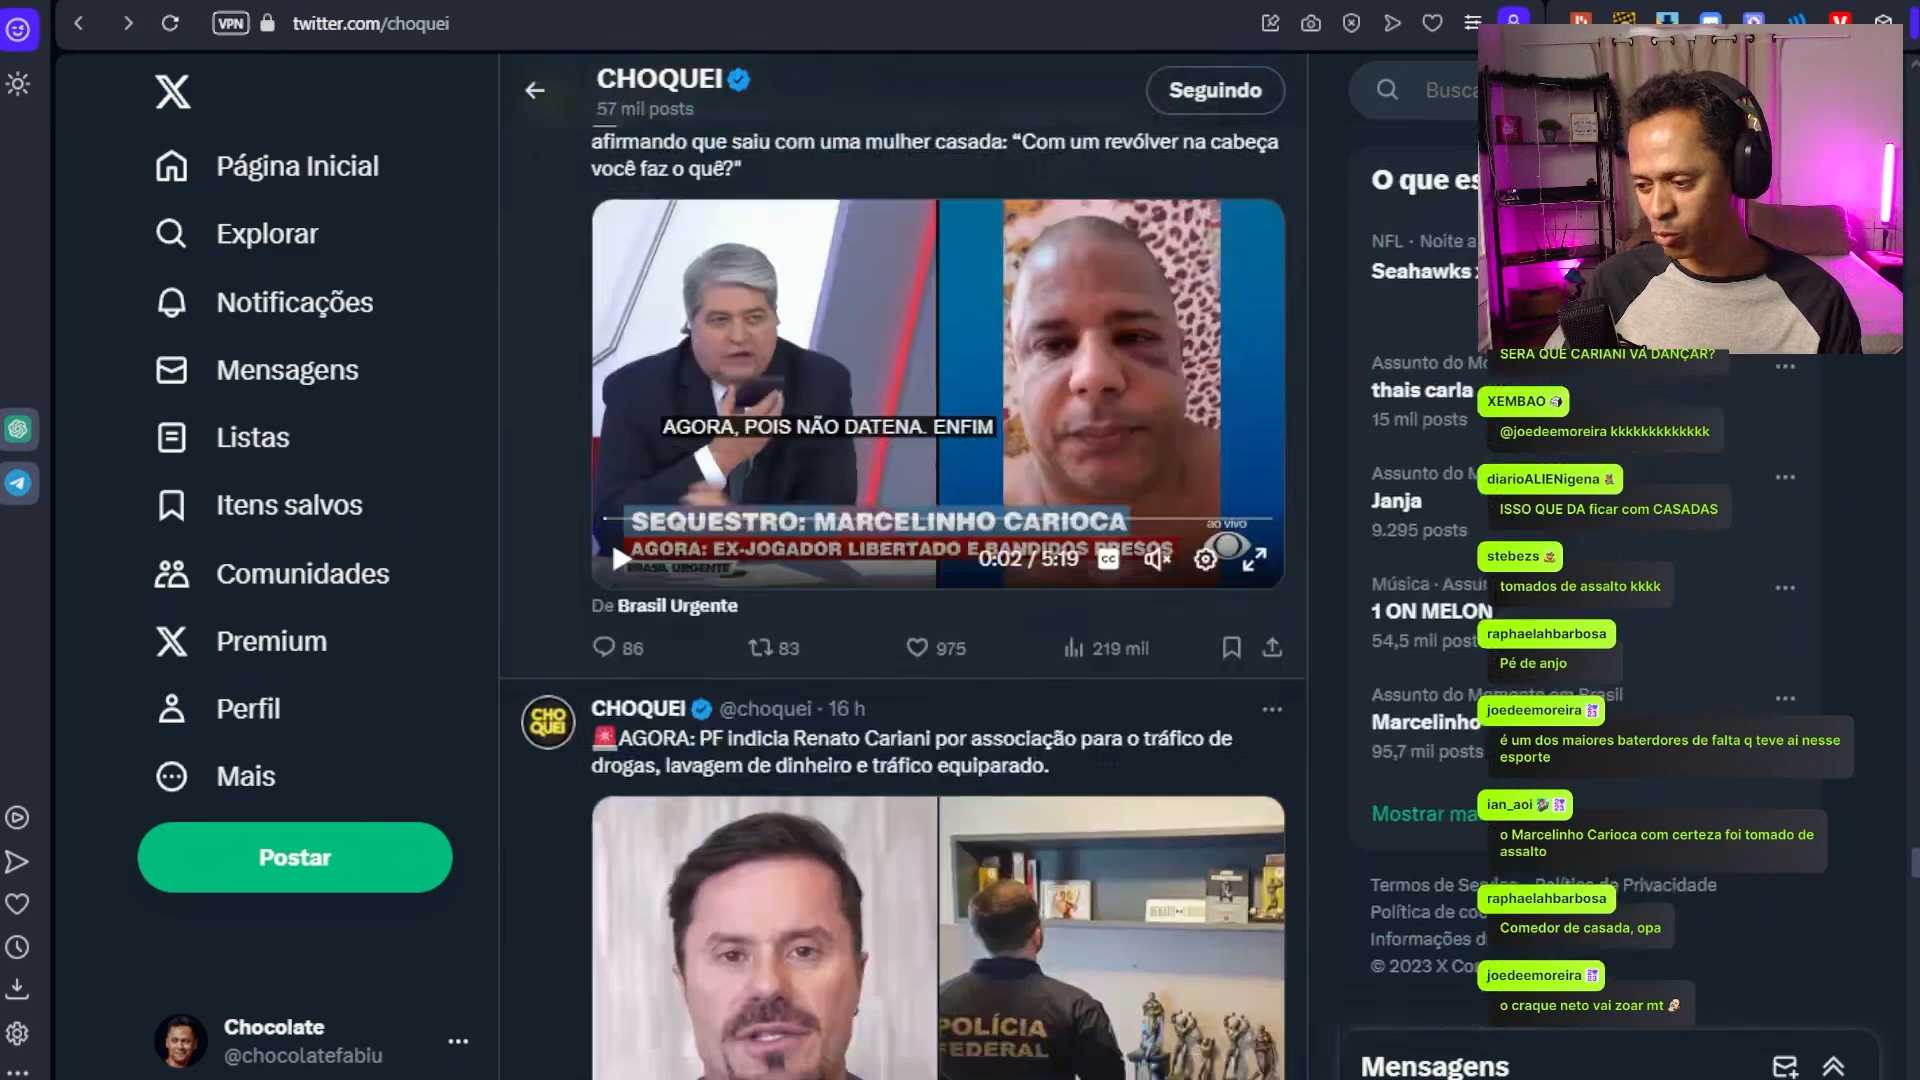 VPN
twitter.com/choquei
Página Inicial
Explorar
Notificações
Mensagens
Listas
Itens salvos
Comunidades
Premium
Perfil
Mais
Postar
Chocolate
@chocolatefabiu
CHOQUEI
57 mil posts
Seguindo
afirmando que saiu com uma mulher casada: “Com um revólver na cabeça
você faz o quê?"
AGORA, POIS NÃO DATENA. ENFIM
SEQUESTRO: MARCELINHO CARIOCA
AGORA: EX-JOGADOR LIBERTADO E BANDIDOS PRESOS
BRASIL URGENTE
ao vivo
0:02 / 5:19
CC
De Brasil Urgente
86
83
975
219 mil
CHO
QUEI
CHOQUEI @choquei · 16 h
AGORA: PF indicia Renato Cariani por associação para o tráfico de
drogas, lavagem de dinheiro e tráfico equiparado.
POLÍCIA
FEDERAL
Busca
O que es
NFL · Noite a
Seahawks
Assunto do Mo
thais carla
15 mil posts
Assunto do M
Janja
9.295 posts
Música · Assu
1 ON MELON
54,5 mil post
Assunto do Momento em Brasil
Marcelinho
95,7 mil posts
Mostrar ma
Termos de Serviço
Política de Privacidade
Política de coo
Informações d
© 2023 X Cor
Mensagens
SERA QUE CARIANI VA DANÇAR?
XEMBAO
@joedeemoreira kkkkkkkkkkkkk
diarioALIENigena
ISSO QUE DA ficar com CASADAS
stebezs
tomados de assalto kkkk
raphaelahbarbosa
Pé de anjo
joedeemoreira
é um dos maiores baterdores de falta q teve ai nesse
esporte
ian_aoi
o Marcelinho Carioca com certeza foi tomado de
assalto
raphaelahbarbosa
Comedor de casada, opa
joedeemoreira
o craque neto vai zoar mt